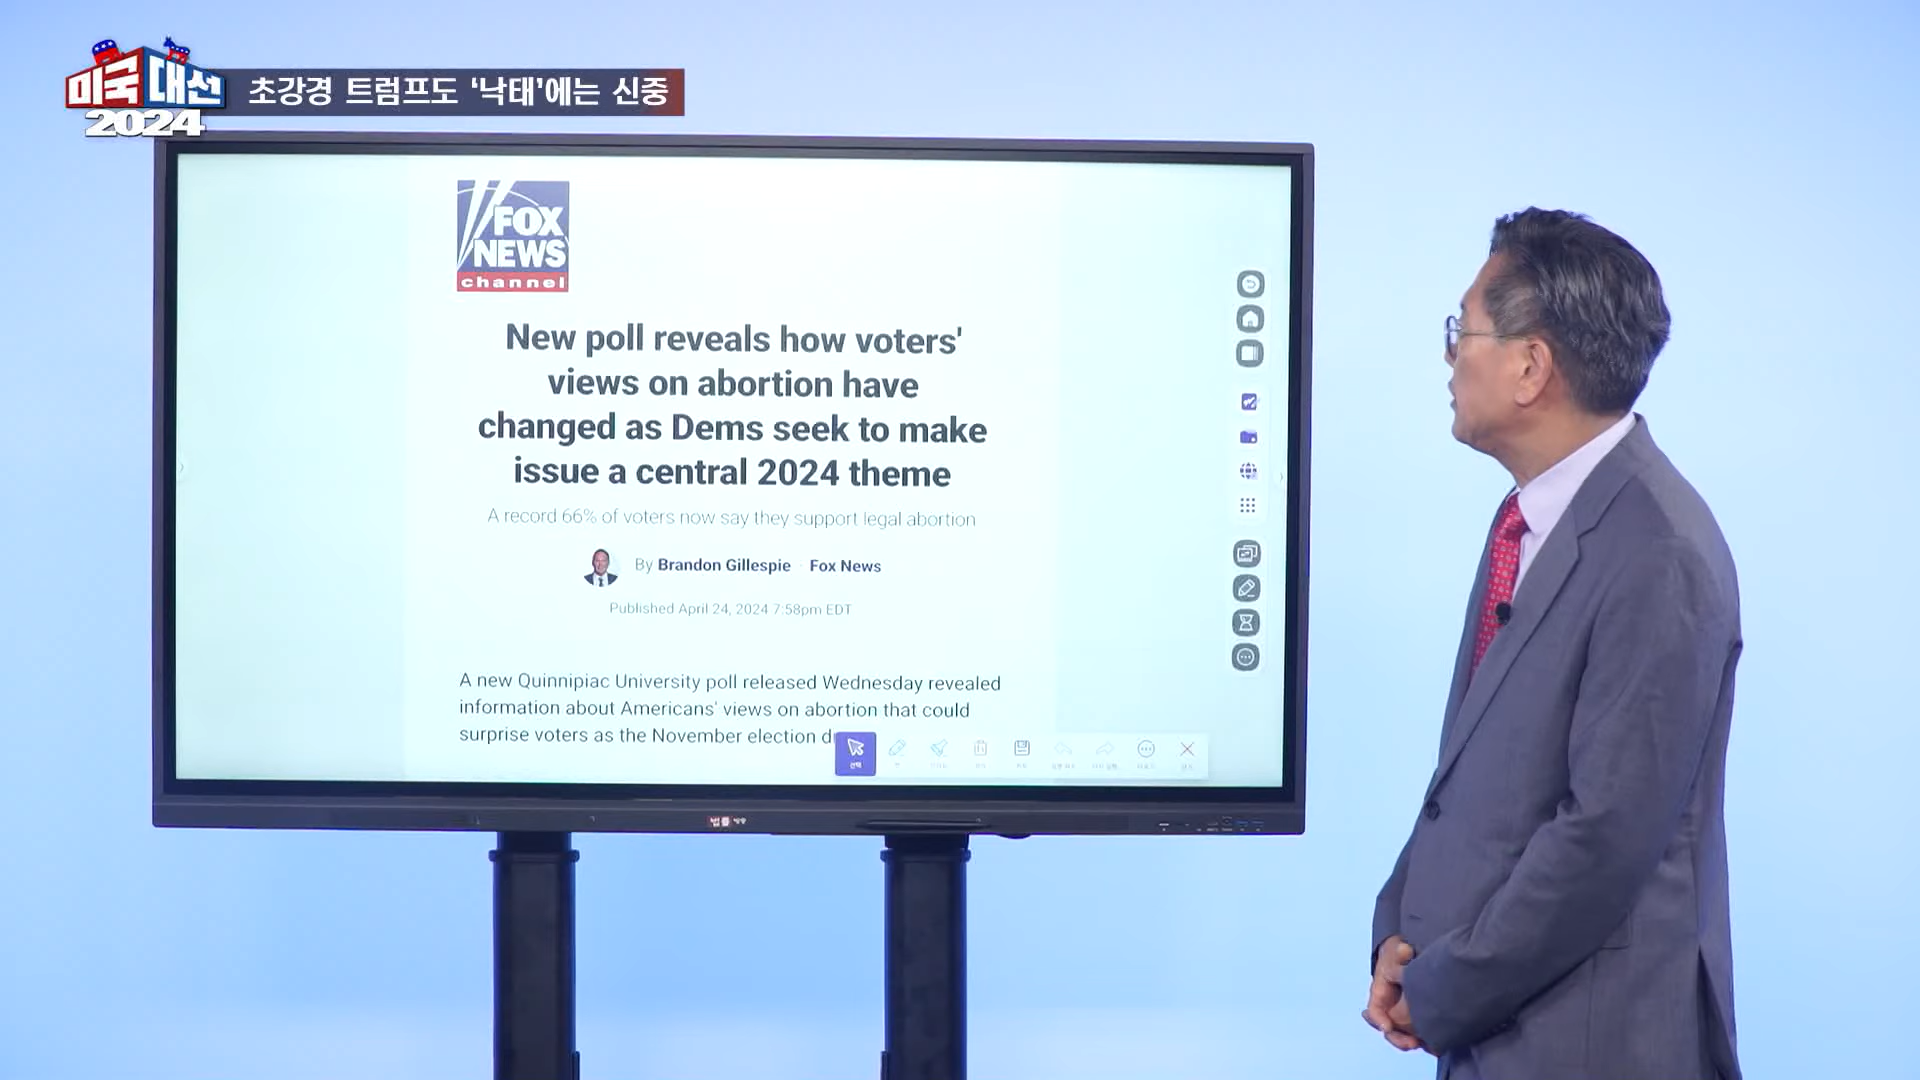 미국 대선
2024
초강경 트럼프도 ‘낙태’에는 신중
FOX
NEWS
channel
New poll reveals how voters'
views on abortion have
changed as Dems seek to make
issue a central 2024 theme
A record 66% of voters now say they support legal abortion
By Brandon Gillespie Fox News
Published April 24, 2024 7:58pm EDT
A new Quinnipiac University poll released Wednesday revealed
information about Americans' views on abortion that could
surprise voters as the November election
선택